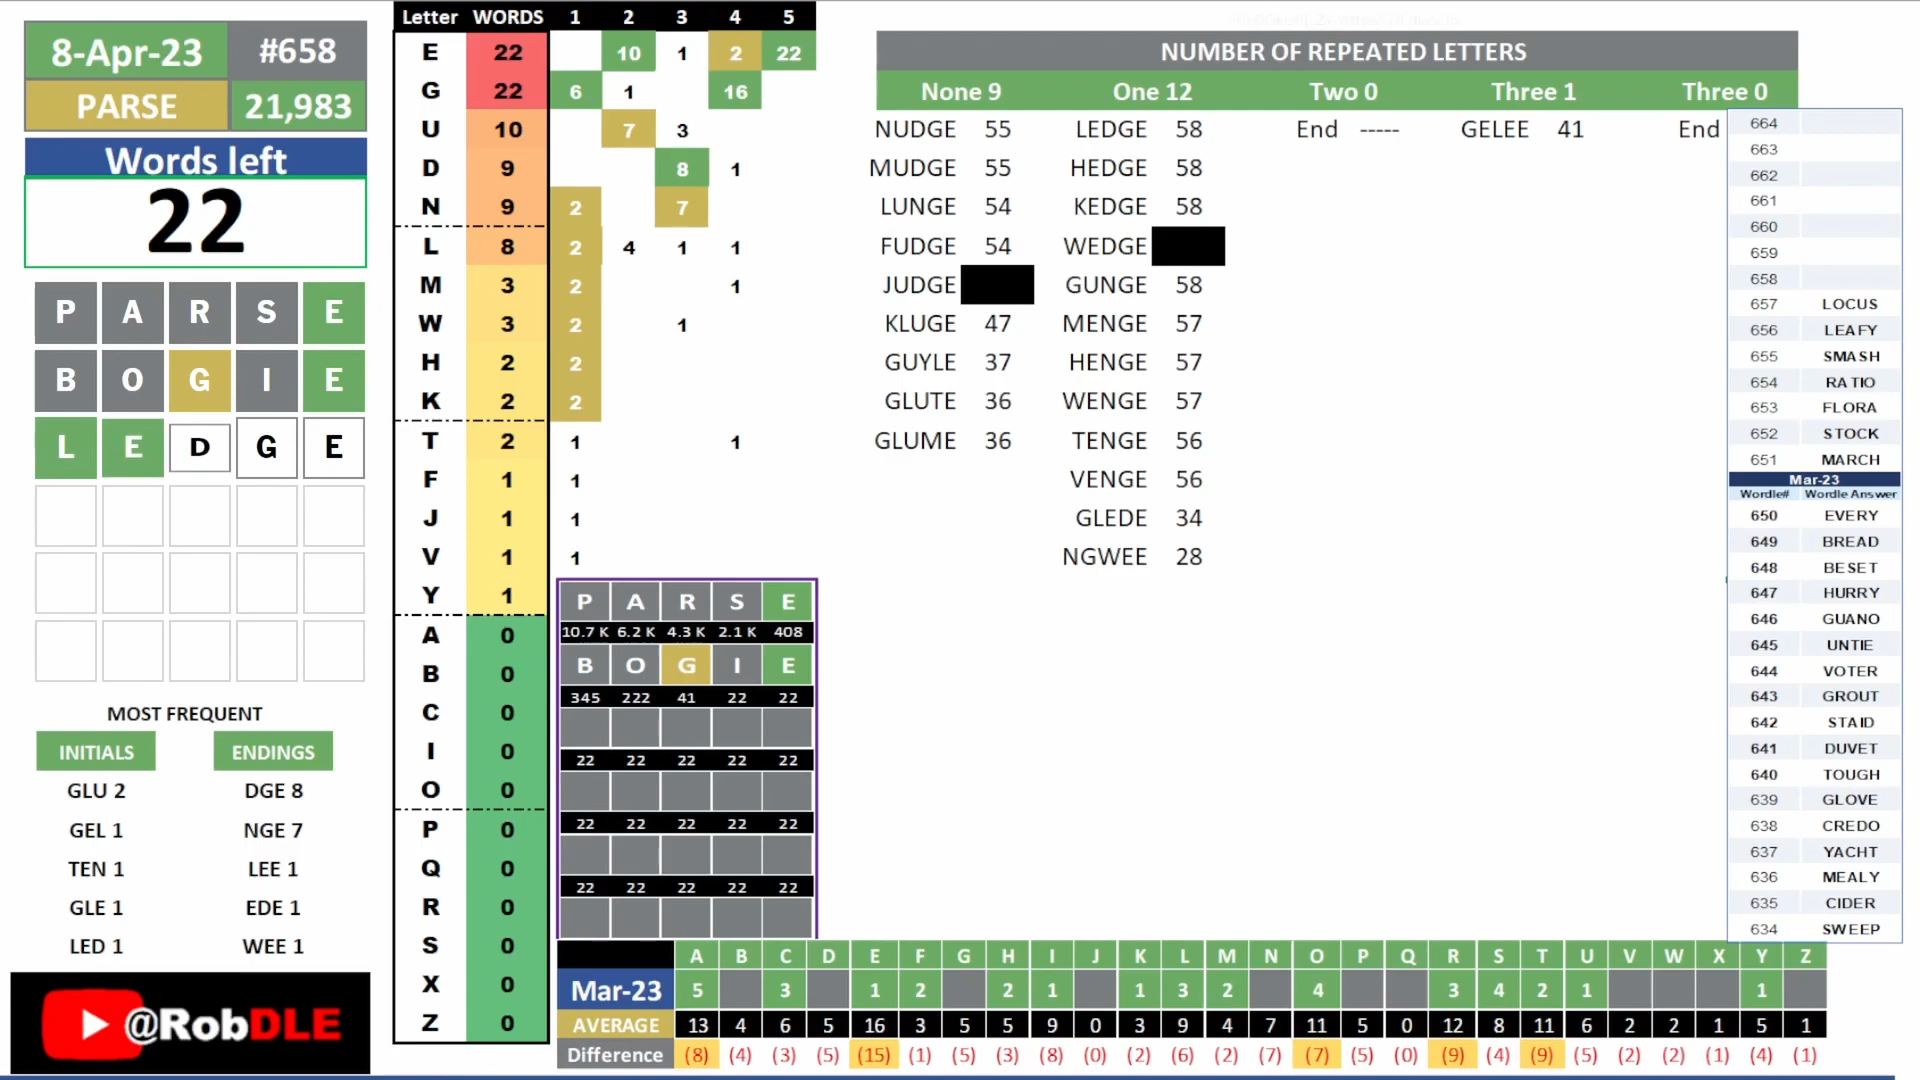 8-Apr-23 #658
PARSE 21,983
Words left
22
P A R S E
B O G I E
L E D G E
MOST FREQUENT
INITIALS ENDINGS
GLU 2 DGE 8
GEL 1 NGE 7
TEN 1 LEE 1
GLE 1 EDE 1
LED 1 WEE 1
@RobDLE
Letter WORDS 1 2 3 4 5
E 22 10 1 2 22
G 22 6 1 16
U 10 7 3
D 9 8 1
N 9 2 7
L 8 2 4 1 1
M 3 2 1
W 3 2 1
H 2 2
K 2 2
T 2 1 1
F 1 1
J 1 1
V 1 1
Y 1
A 0
B 0
C 0
I 0
O 0
P 0
Q 0
R 0
S 0
X 0
Z 0
P A R S E
10.7 K 6.2 K 4.3 K 2.1 K 408
B O G I E
345 222 41 22 22
22 22 22 22 22
22 22 22 22 22
22 22 22 22 22
NUMBER OF REPEATED LETTERS
None 9 One 12 Two 0 Three 1 Three 0
NUDGE 55 LEDGE 58 End ----- GELEE 41 End
MUDGE 55 HEDGE 58
LUNGE 54 KEDGE 58
FUDGE 54 WEDGE
JUDGE GUNGE 58
KLUGE 47 MENGE 57
GUYLE 37 HENGE 57
GLUTE 36 WENGE 57
GLUME 36 TENGE 56
VENGE 56
GLEDE 34
NGWEE 28
664
663
662
661
660
659
658
657 LOCUS
656 LEAFY
655 SMASH
654 RATIO
653 FLORA
652 STOCK
651 MARCH
Mar-23
Wordle# Wordle Answer
650 EVERY
649 BREAD
648 BESET
647 HURRY
646 GUANO
645 UNTIE
644 VOTER
643 GROUT
642 STAID
641 DUVET
640 TOUGH
639 GLOVE
638 CREDO
637 YACHT
636 MEALY
635 CIDER
634 SWEEP
A B C D E F G H I J K L M N O P Q R S T U V W X Y Z
Mar-23 5 3 1 2 2 1 1 3 2 4 3 4 2 1 1
AVERAGE 13 4 6 5 16 3 5 5 9 0 3 9 4 7 11 5 0 12 8 11 6 2 2 1 5 1
Difference (8) (4) (3) (5) (15) (1) (5) (3) (8) (0) (2) (6) (2) (7) (7) (5) (0) (9) (4) (9) (5) (2) (2) (1) (4) (1)